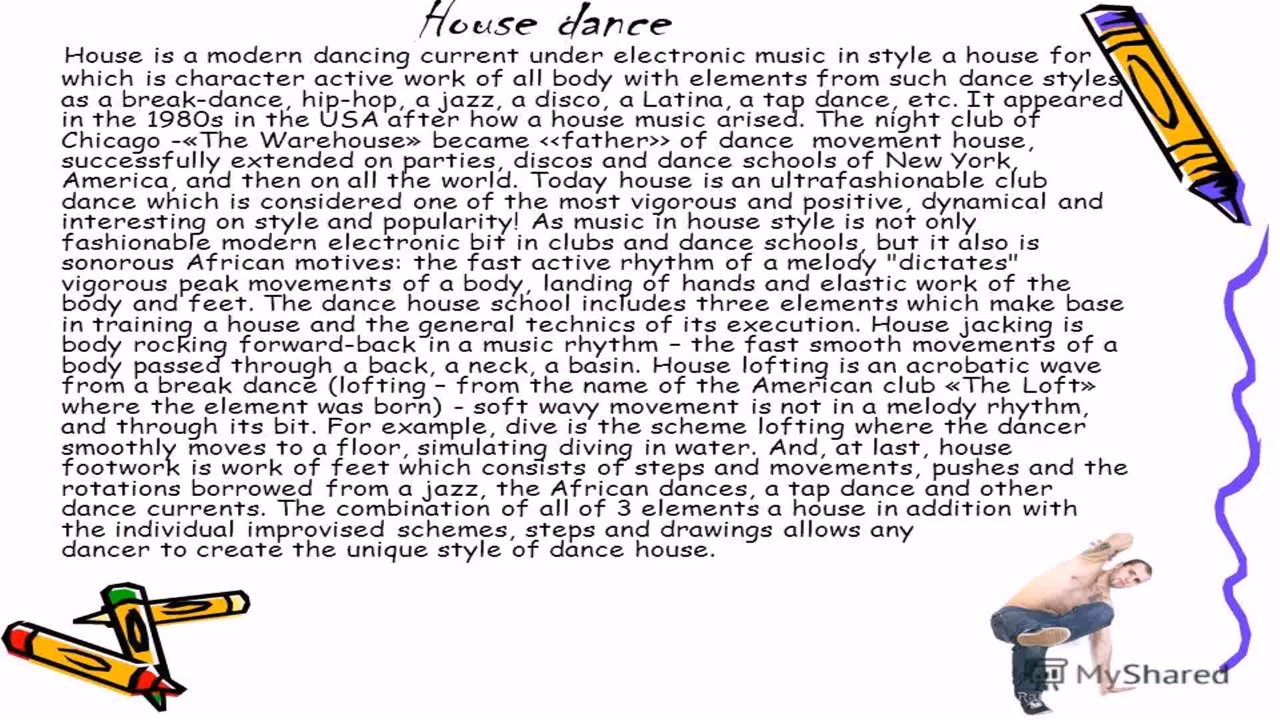 House dance
House is a modern dancing current under electronic music in style a house for
which is character active work of all body with elements from such dance styles
as a break-dance, hip-hop, a jazz, a disco, a Latina, a tap dance, etc. It appeared
in the 1980s in the USA after how a house music arised. The night club of
Chicago -«The Warehouse» became <<father>> of dance movement house,
successfully extended on parties, discos and dance schools of New York,
America, and then on all the world. Today house is an ultrafashionable club
dance which is considered one of the most vigorous and positive, dynamical and
interesting on style and popularity! As music in house style is not only
fashionable modern electronic bit in clubs and dance schools, but it also is
sonorous African motives: the fast active rhythm of a melody "dictates"
vigorous peak movements of a body, landing of hands and elastic work of the
body and feet. The dance house school includes three elements which make base
in training a house and the general technics of its execution. House jacking is
body rocking forward-back in a music rhythm – the fast smooth movements of a
body passed through a back, a neck, a basin. House lofting is an acrobatic wave
from a break dance (lofting – from the name of the American club «The Loft»
where the element was born) – soft wavy movement is not in a melody rhythm,
and through its bit. For example, dive is the scheme lofting where the dancer
smoothly moves to a floor, simulating diving in water. And, at last, house
footwork is work of feet which consists of steps and movements, pushes and the
rotations borrowed from a jazz, the African dances, a tap dance and other
dance currents. The combination of all of 3 elements a house in addition with
the individual improvised schemes, steps and drawings allows any
dancer to create the unique style of dance house.
MyShared